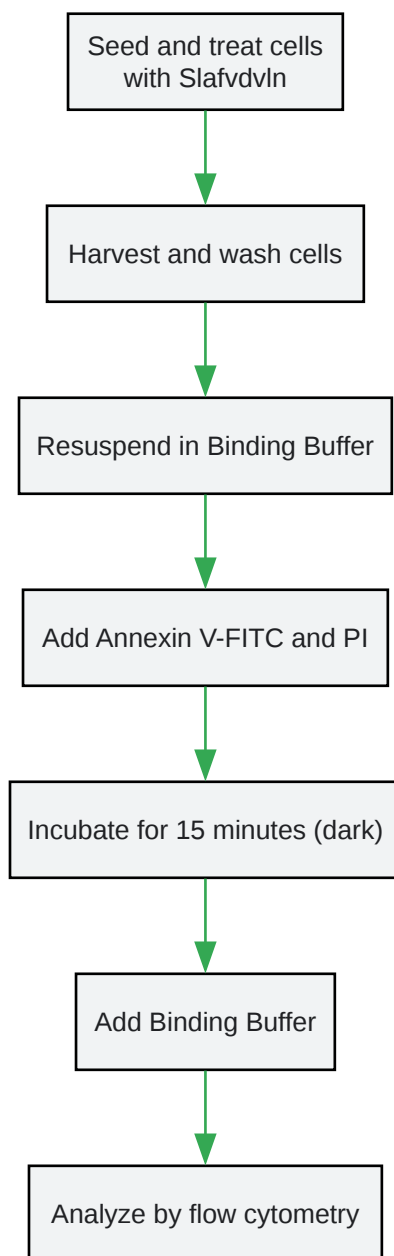 Seed and treat cells
with Slafvdvln
Harvest and wash cells
Resuspend in Binding Buffer
Add Annexin V-FITC and PI
Incubate for 15 minutes (dark)
Add Binding Buffer
Analyze by flow cytometry